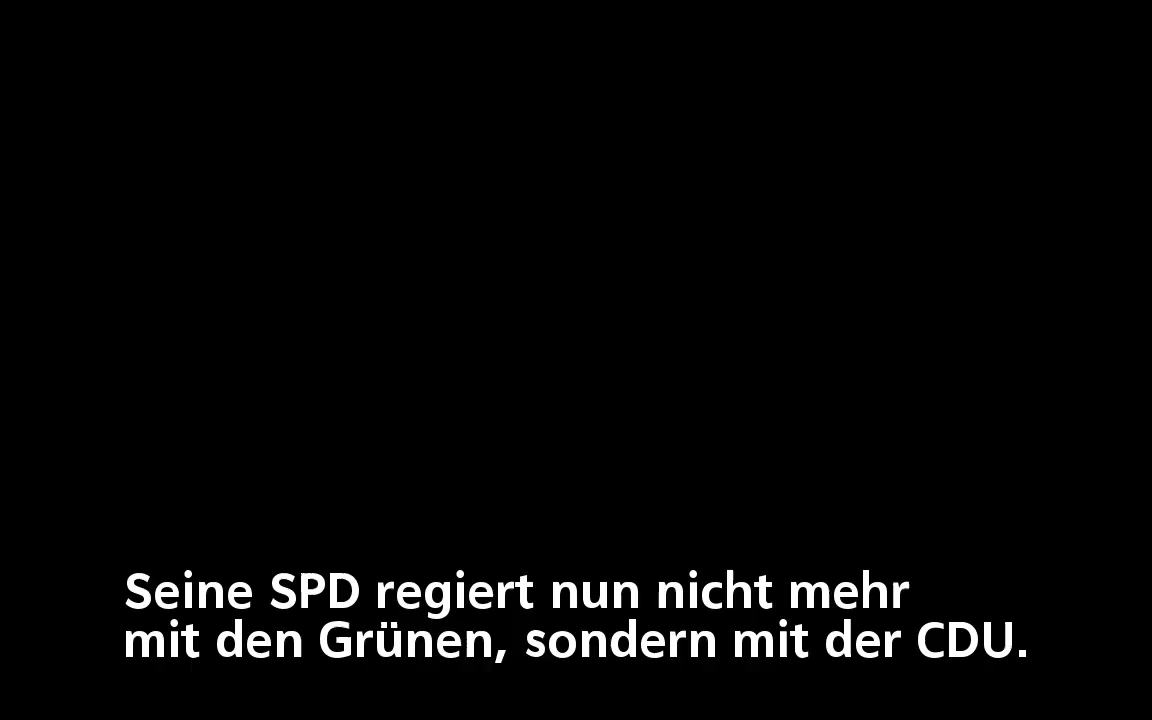 Seine SPD regiert nun nicht mehr
mit den Grünen, sondern mit der CDU.